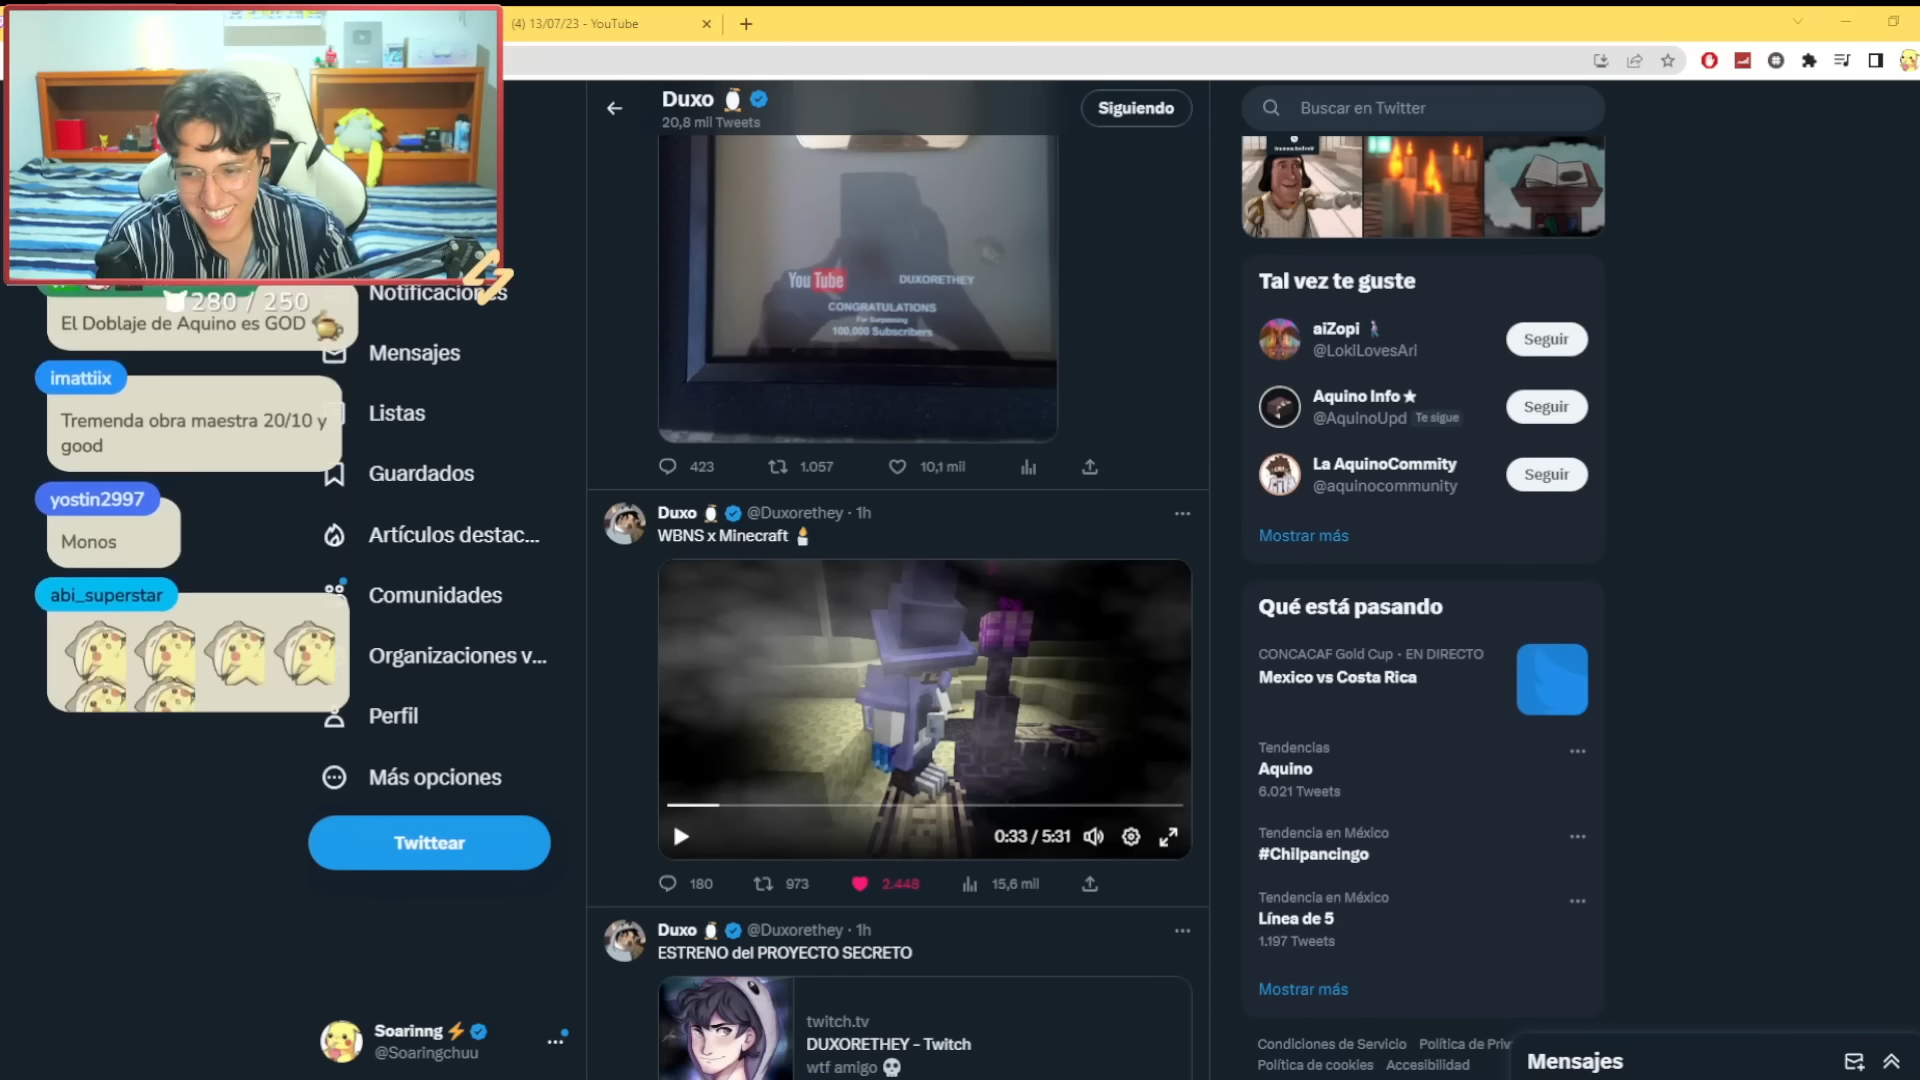 (4) 13/07/23 - YouTube
280 / 250
El Doblaje de Aquino es GOD
imattiix
Tremenda obra maestra 20/10 y
good
yostin2997
Monos
abi_superstar
Notificaciones
Mensajes
Listas
Guardados
Artículos destac...
Comunidades
Organizaciones v...
Perfil
Más opciones
Twittear
Soarinng
@Soaringchuu
Duxo
20,8 mil Tweets
Siguiendo
YouTube
DUXORETHEY
CONGRATULATIONS
For Surpassing
100,000 Subscribers
423
1.057
10,1 mil
Duxo @Duxorethey · 1h
WBNS x Minecraft
0:33 / 5:31
180
973
2.448
15,6 mil
Duxo @Duxorethey · 1h
ESTRENO del PROYECTO SECRETO
twitch.tv
DUXORETHEY - Twitch
wtf amigo
Buscar en Twitter
Tal vez te guste
aiZopi
@LokiLovesAri
Seguir
Aquino Info★
@AquinoUpd Te sigue
Seguir
La AquinoCommity
@aquinocommunity
Seguir
Mostrar más
Qué está pasando
CONCACAF Gold Cup · EN DIRECTO
Mexico vs Costa Rica
Tendencias
Aquino
6.021 Tweets
Tendencia en México
#Chilpancingo
Tendencia en México
Línea de 5
1.197 Tweets
Mostrar más
Condiciones de Servicio Política de Priv
Política de cookies Accesibilidad
Mensajes